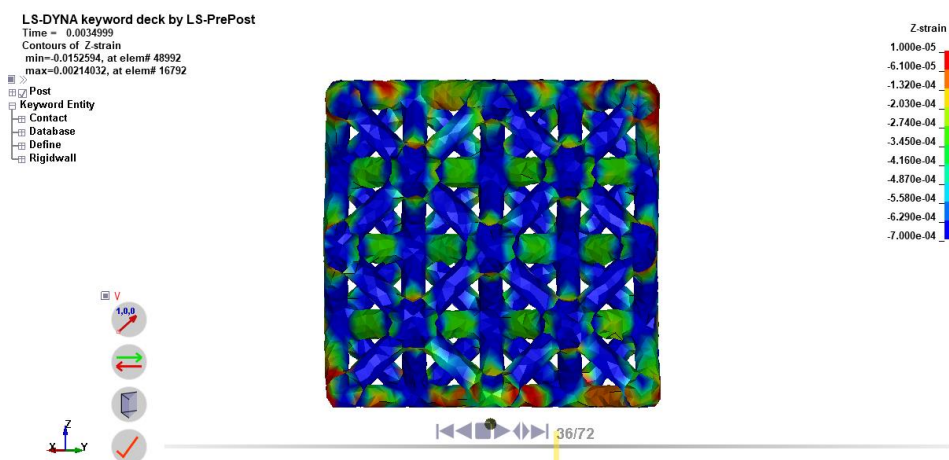 LS-DYNA keyword deck by LS-PrePost
Time = 0.0034999
Contours of Z-strain
min=-0.0152594, at elem# 48992
max=0.00214032, at elem# 16792
Post
Keyword Entity
Contact
Database
Define
Rigidwall
Z-strain
1.000e-05
-6.100e-05
-1.320e-04
-2.030e-04
-2.740e-04
-3.450e-04
-4.160e-04
-4.870e-04
-5.580e-04
-6.290e-04
-7.000e-04
V
1,0,0
Z
X Y
36/72